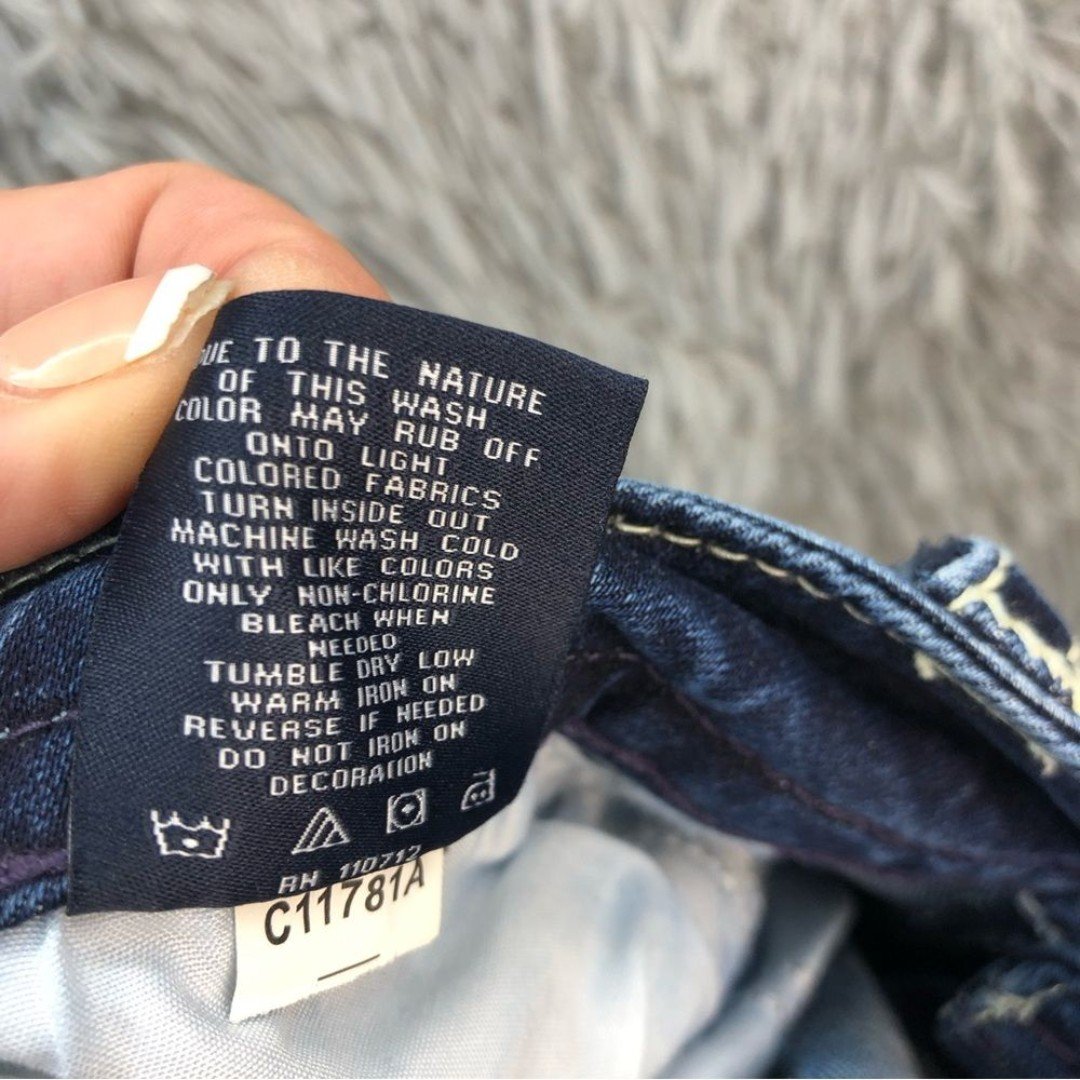 DUE TO THE NATURE
OF THIS WASH
COLOR MAY RUB OFF
ONTO LIGHT
COLORED FABRICS
TURN INSIDE OUT
MACHINE WASH COLD
WITH LIKE COLORS
ONLY NON-CHLORINE
BLEACH WHEN
NEEDED
TUMBLE DRY LOW
WARM IRON ON
REVERSE IF NEEDED
DO NOT IRON ON
DECORATION
RN 110712
C11781A